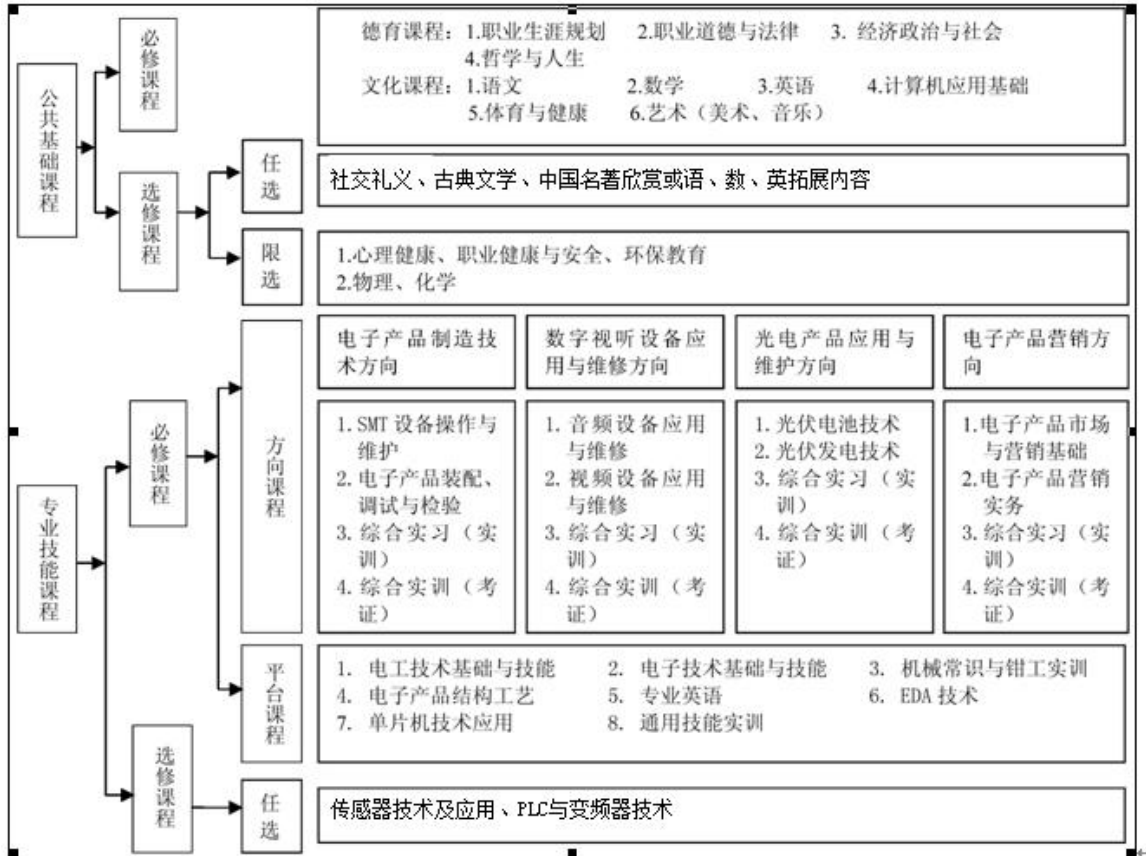 公共基础课程
必修课程
德育课程：1.职业生涯规划 2.职业道德与法律 3. 经济政治与社会
4.哲学与人生
文化课程：1.语文 2.数学 3.英语 4.计算机应用基础
5.体育与健康 6.艺术（美术、音乐）
选修课程
任选
社交礼义、古典文学、中国名著欣赏或语、数、英拓展内容
限选
1.心理健康、职业健康与安全、环保教育
2.物理、化学
专业技能课程
必修课程
方向课程
电子产品制造技
术方向
1. SMT 设备操作与
维护
2. 电子产品装配、
调试与检验
3. 综合实习（实
训）
4. 综合实训（考
证）
数字视听设备应
用与维修方向
1. 音频设备应用
与维修
2. 视频设备应用
与维修
3. 综合实习（实
训）
4. 综合实训（考
证）
光电产品应用与
维护方向
1. 光伏电池技术
2. 光伏发电技术
3. 综合实习（实
训）
4. 综合实训（考
证）
电子产品营销方
向
1.电子产品市场
与营销基础
2.电子产品营销
实务
3. 综合实习（实
训）
4. 综合实训（考
证）
平台课程
1. 电工技术基础与技能 2. 电子技术基础与技能 3. 机械常识与钳工实训
4. 电子产品结构工艺 5. 专业英语 6. EDA 技术
7. 单片机技术应用 8. 通用技能实训
选修课程
任选
传感器技术及应用、PLC与变频器技术